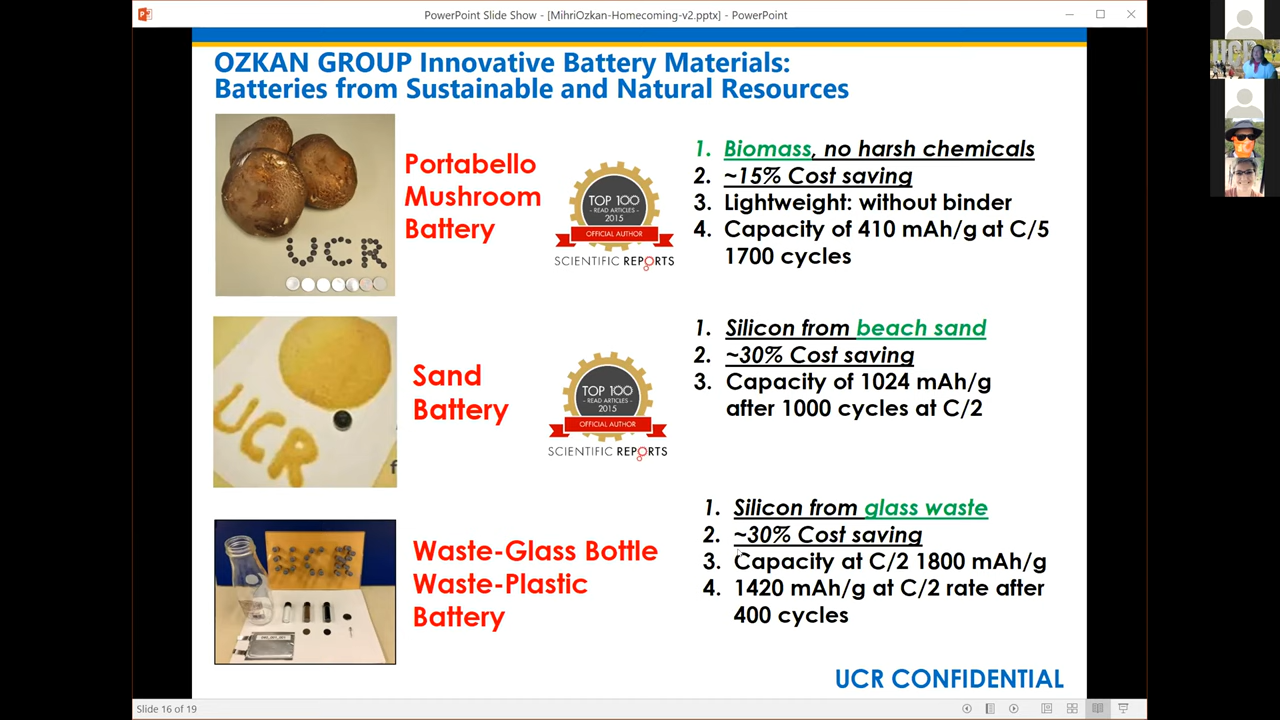 PowerPoint Slide Show - [MihriOzkan-Homecoming-v2.pptx] - PowerPoint
OZKAN GROUP Innovative Battery Materials:
Batteries from Sustainable and Natural Resources
UCR
Portabello
Mushroom
Battery
TOP 100
- READ ARTICLES -
2015
OFFICIAL AUTHOR
SCIENTIFIC REPORTS
1. Biomass, no harsh chemicals
2. ~15% Cost saving
3. Lightweight: without binder
4. Capacity of 410 mAh/g at C/5
1700 cycles
UCR
Sand
Battery
TOP 100
- READ ARTICLES -
2015
OFFICIAL AUTHOR
SCIENTIFIC REPORTS
1. Silicon from beach sand
2. ~30% Cost saving
3. Capacity of 1024 mAh/g
after 1000 cycles at C/2
UCR
Waste-Glass Bottle
Waste-Plastic
Battery
1. Silicon from glass waste
2. ~30% Cost saving
3. Capacity at C/2 1800 mAh/g
4. 1420 mAh/g at C/2 rate after
400 cycles
UCR CONFIDENTIAL
Slide 16 of 19
UCR